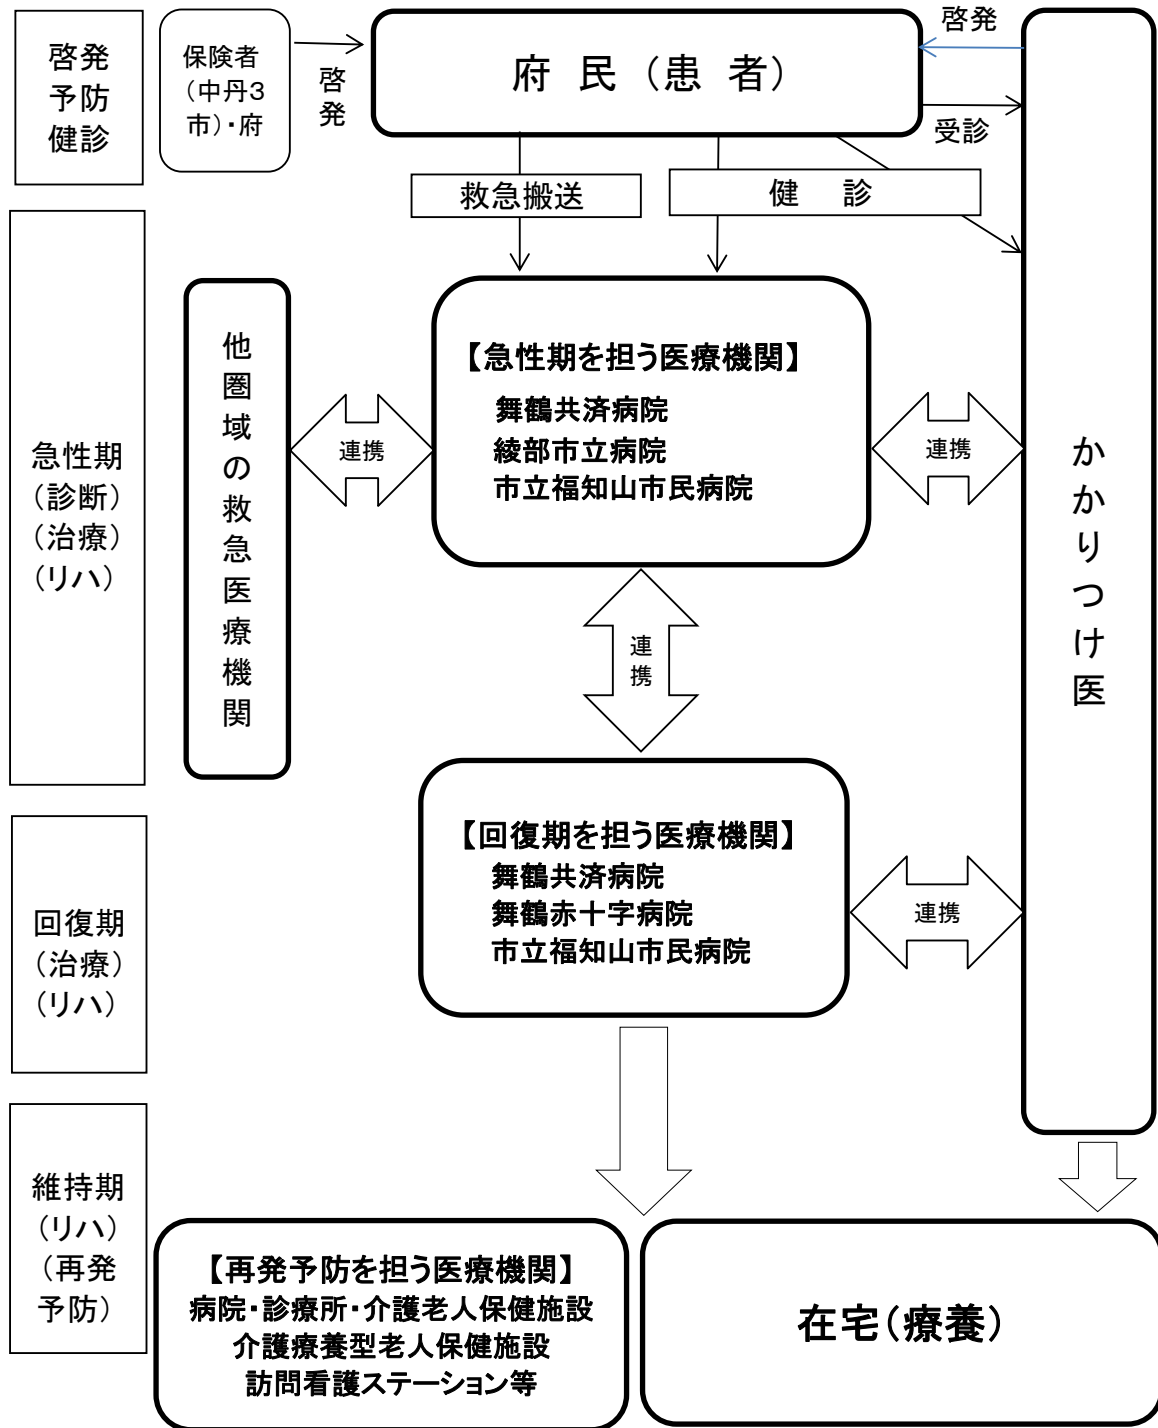 啓発
予防
健診
保険者
（中丹３
市）・府
啓
発
府 民（患 者）
啓発
受診
救急搬送
健 診
急性期
（診断）
（治療）
（リハ）
他圏域の救急医療機関
連携
【急性期を担う医療機関】
舞鶴共済病院
綾部市立病院
市立福知山市民病院
連携
かかりつけ医
連
携
回復期
（治療）
（リハ）
【回復期を担う医療機関】
舞鶴共済病院
舞鶴赤十字病院
市立福知山市民病院
連携
維持期
（リハ）
（再発
予防）
【再発予防を担う医療機関】
病院・診療所・介護老人保健施設
介護療養型老人保健施設
訪問看護ステーション等
在宅（療養）